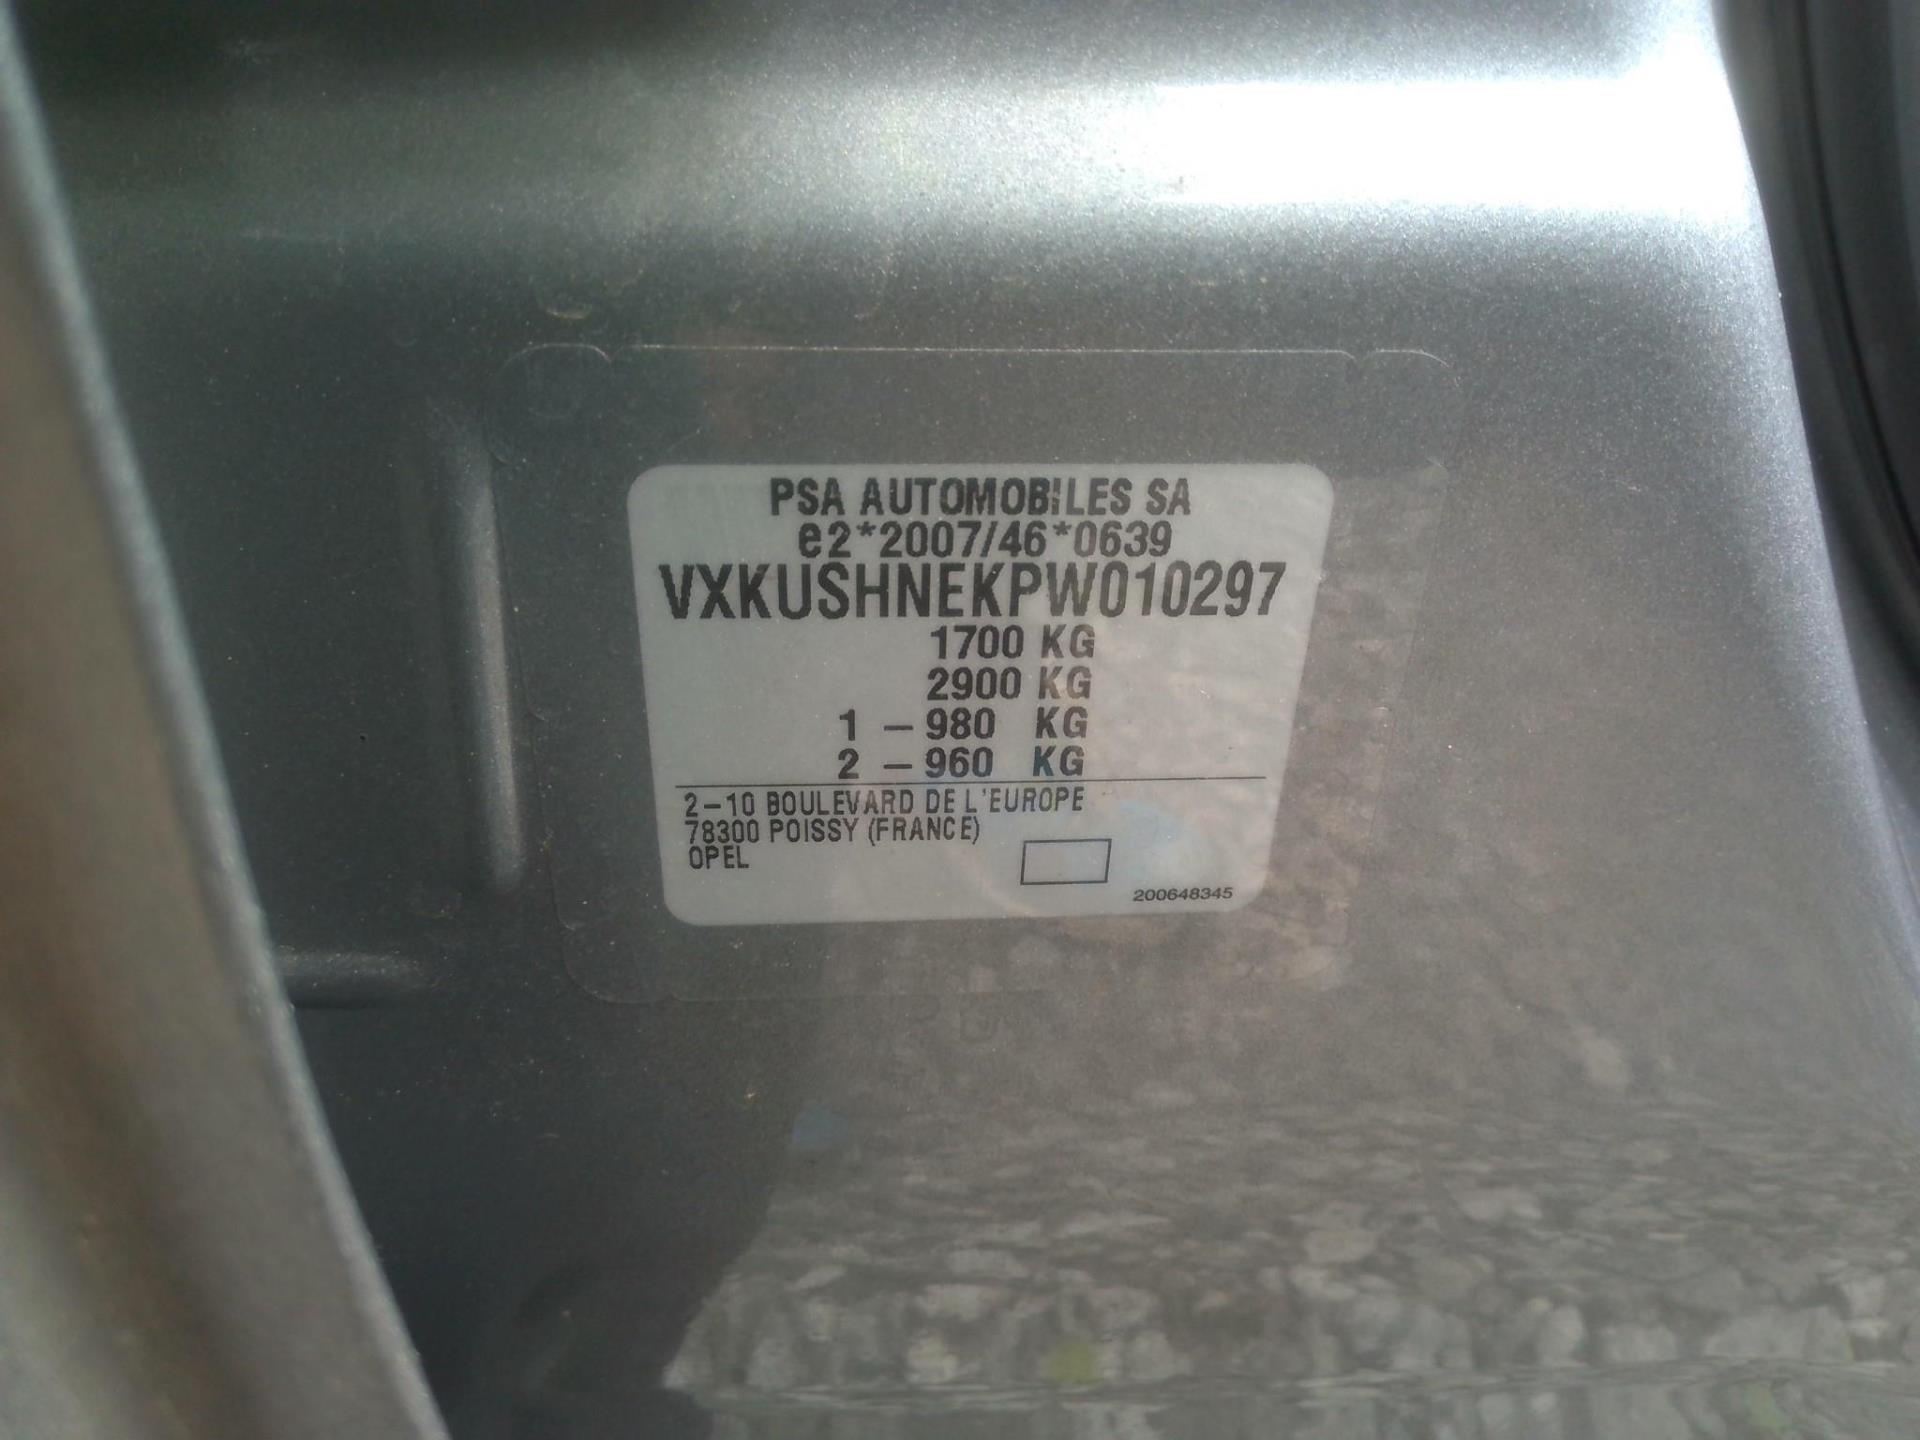 PSA AUTOMOBILES SA
e2*2007/46*0639
VXKUSHNEKPW010297
1700 KG
2900 KG
1 – 980 KG
2 – 960 KG
2–10 BOULEVARD DE L'EUROPE
78300 POISSY (FRANCE)
OPEL
200648345